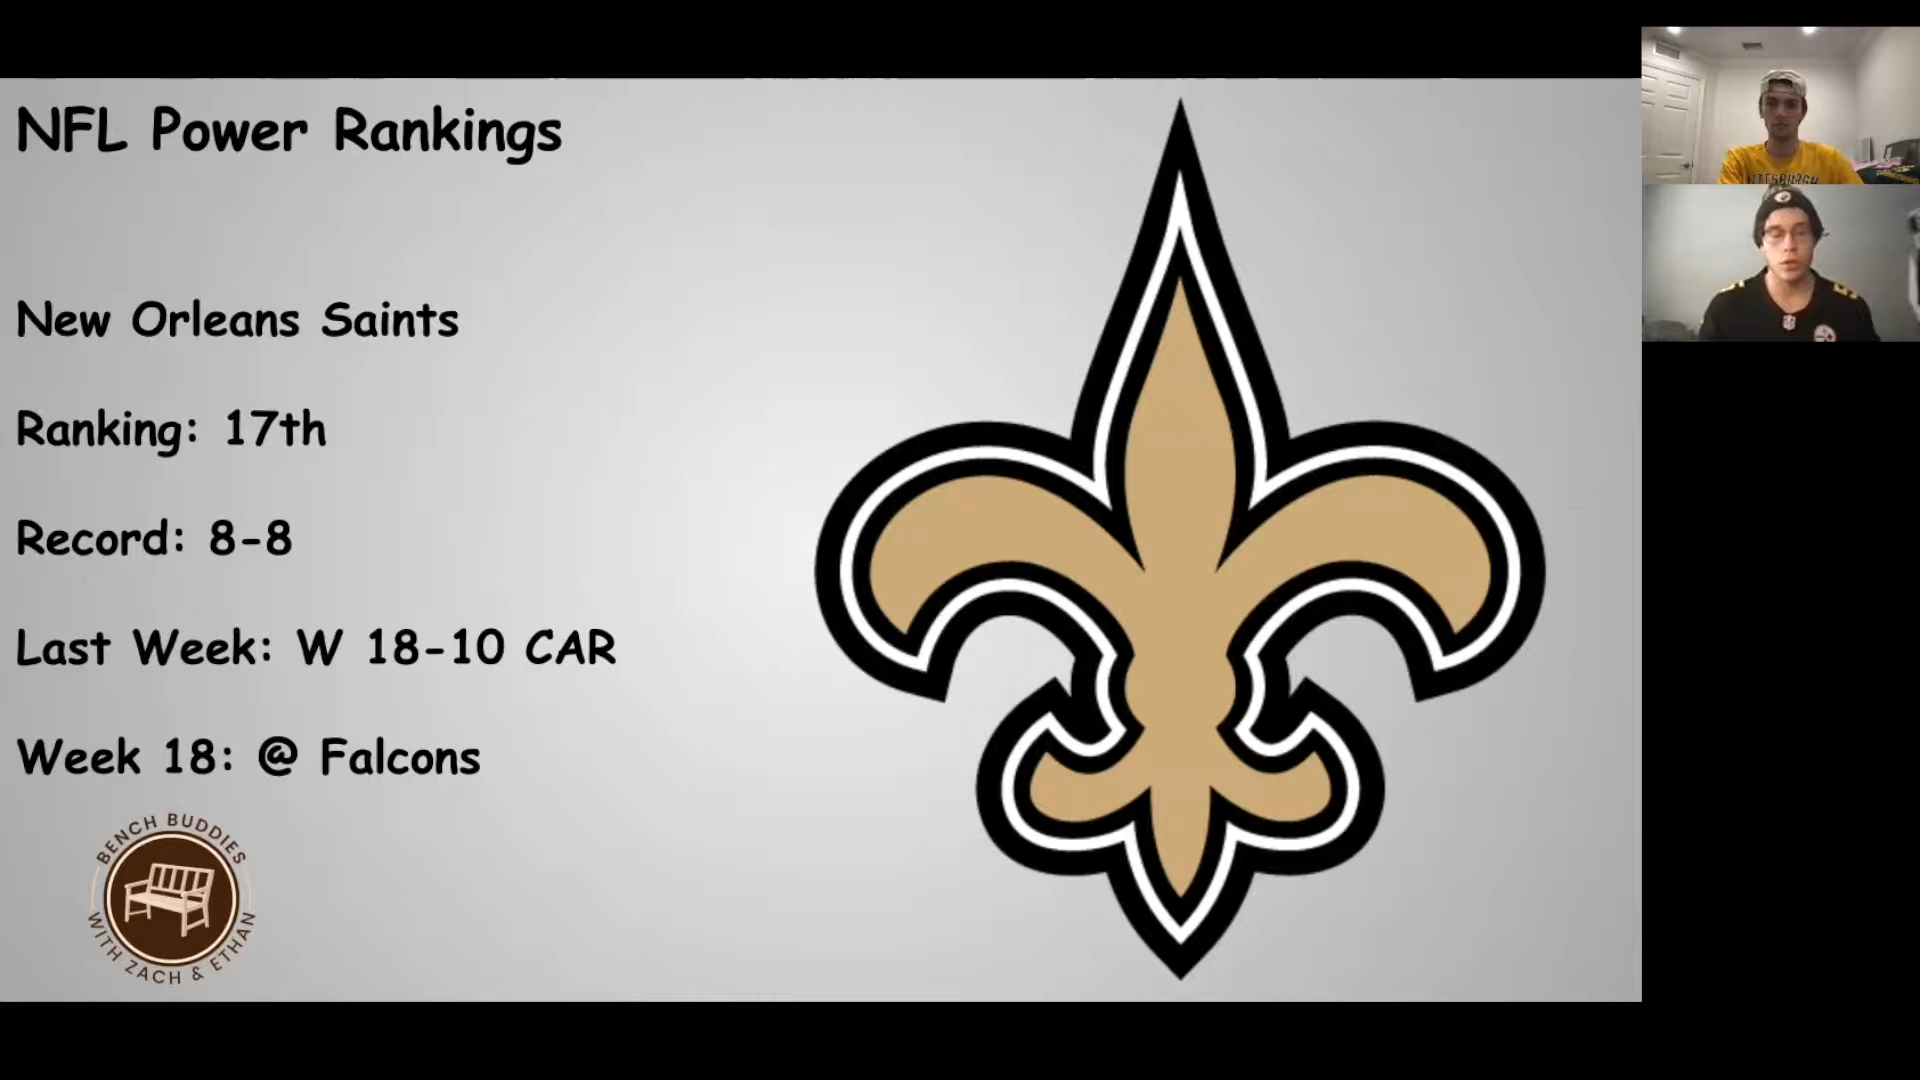 NFL Power Rankings
New Orleans Saints
Ranking: 17th
Record: 8-8
Last Week: W 18-10 CAR
Week 18: @ Falcons
BENCH BUDDIES
WITH ZACH & ETHAN
PITTSBURGH